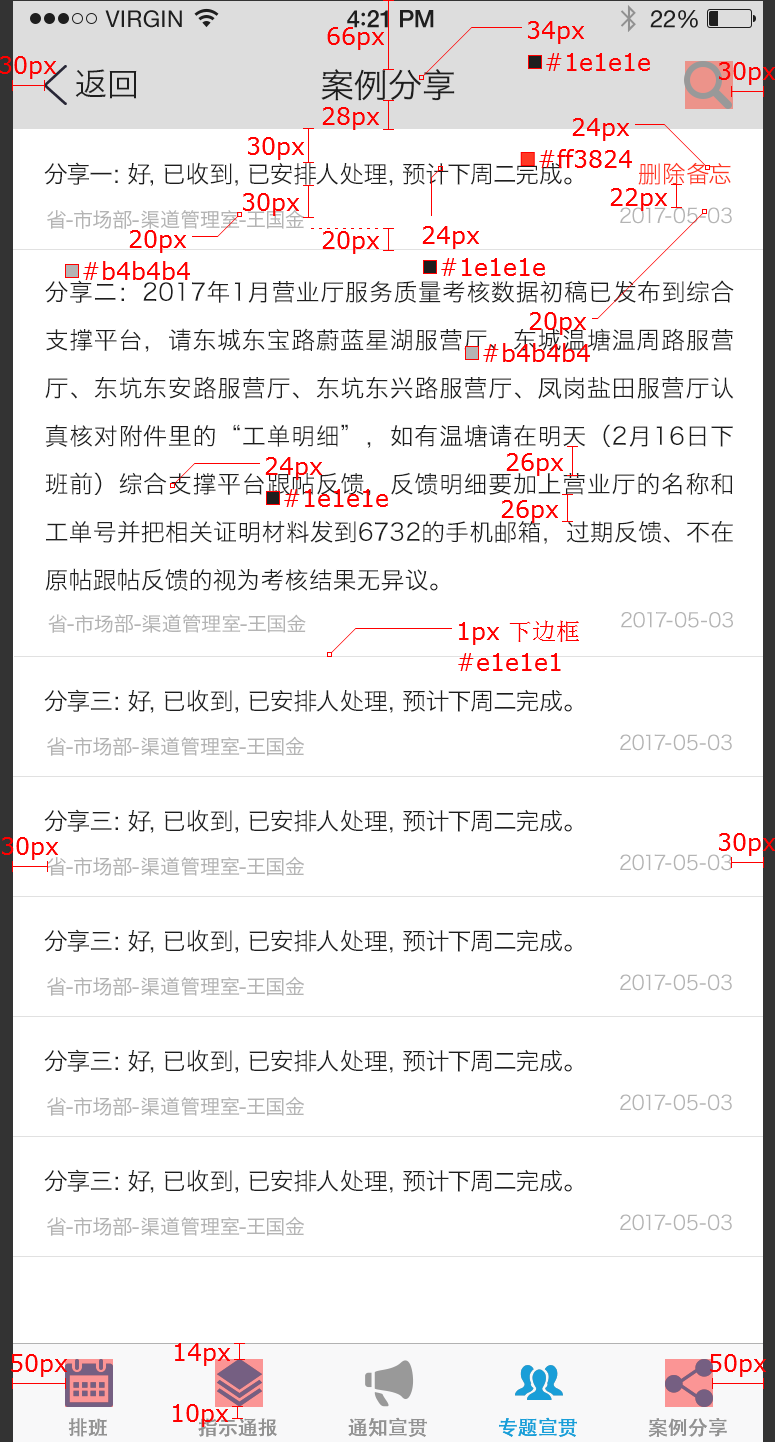 VIRGIN 4:21 PM 22%
66px
34px
#1e1e1e
30px
返回
案例分享
30px
28px
24px
30px
#ff3824
分享一: 好, 已收到, 已安排人处理, 预计下周二完成。
删除备忘
22px
30px
省-市场部-渠道管理室-王国金
2017-05-03
20px
20px
24px
#b4b4b4
#1e1e1e
分享二：2017年1月营业厅服务质量考核数据初稿已发布到综合
20px
支撑平台，请东城东宝路蔚蓝星湖服营厅、东城温塘温周路服营
#b4b4b4
厅、东坑东安路服营厅、东坑东兴路服营厅、凤岗盐田服营厅认
真核对附件里的“工单明细”，如有温塘请在明天（2月16日下
24px
26px
班前）综合支撑平台跟帖反馈，反馈明细要加上营业厅的名称和
#1e1e1e
26px
工单号并把相关证明材料发到6732的手机邮箱，过期反馈、不在
原帖跟帖反馈的视为考核结果无异议。
省-市场部-渠道管理室-王国金
2017-05-03
1px 下边框
#e1e1e1
分享三: 好, 已收到, 已安排人处理, 预计下周二完成。
省-市场部-渠道管理室-王国金
2017-05-03
分享三: 好, 已收到, 已安排人处理, 预计下周二完成。
30px
30px
省-市场部-渠道管理室-王国金
2017-05-03
分享三: 好, 已收到, 已安排人处理, 预计下周二完成。
省-市场部-渠道管理室-王国金
2017-05-03
分享三: 好, 已收到, 已安排人处理, 预计下周二完成。
省-市场部-渠道管理室-王国金
2017-05-03
分享三: 好, 已收到, 已安排人处理, 预计下周二完成。
省-市场部-渠道管理室-王国金
2017-05-03
14px
50px
50px
10px
排班
指示通报
通知宣贯
专题宣贯
案例分享